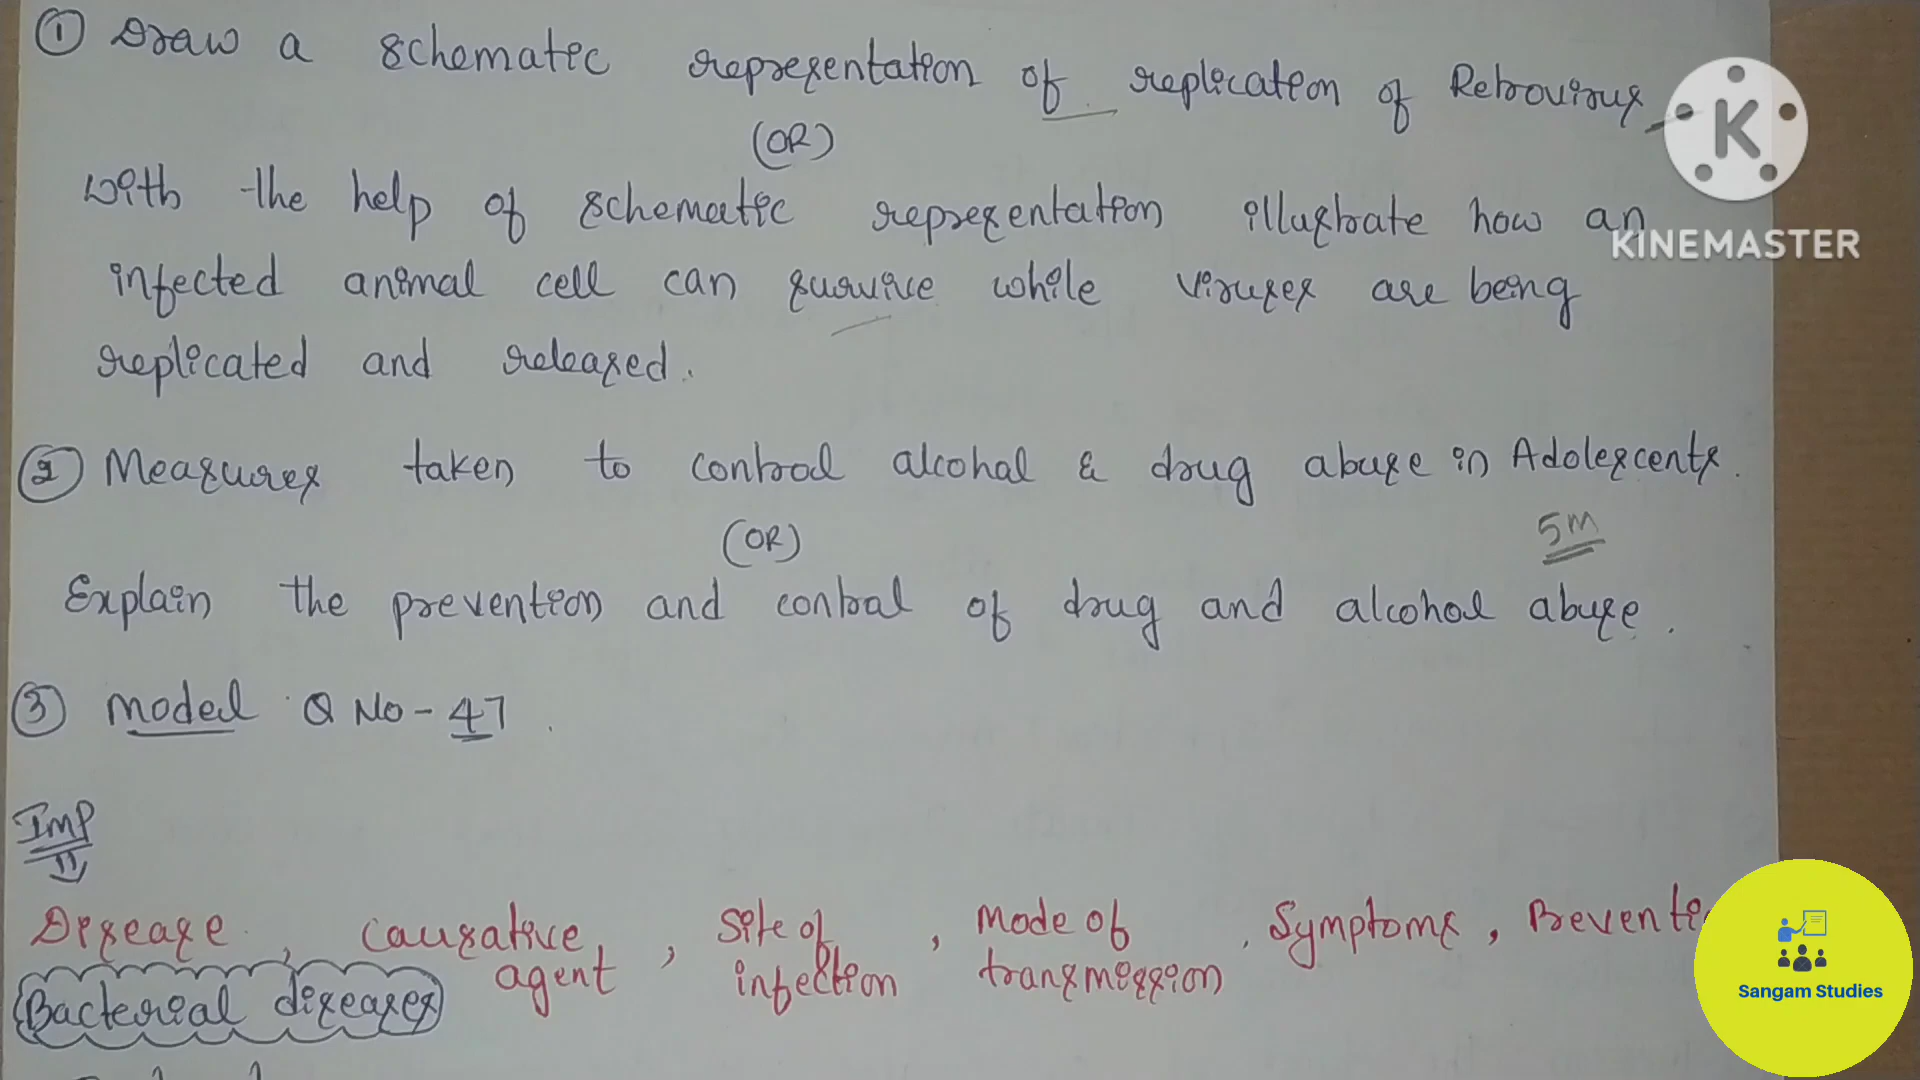 ① Draw a schematic representation of replication of Retrovirus
(OR)
With the help of schematic representation illustrate how an
infected animal cell can survive while viruses are being
replicated and released.
② Measures taken to control alcohal & drug abuse in Adolescents.
5M
(OR)
Explain the prevention and control of drug and alcohol abuse.
③ Model Q No - 47.
Imp
Disease, Causative agent, Site of infection, Mode of transmission, Symptoms, Preventio
Bacterial diseases
K
KINEMASTER
Sangam Studies